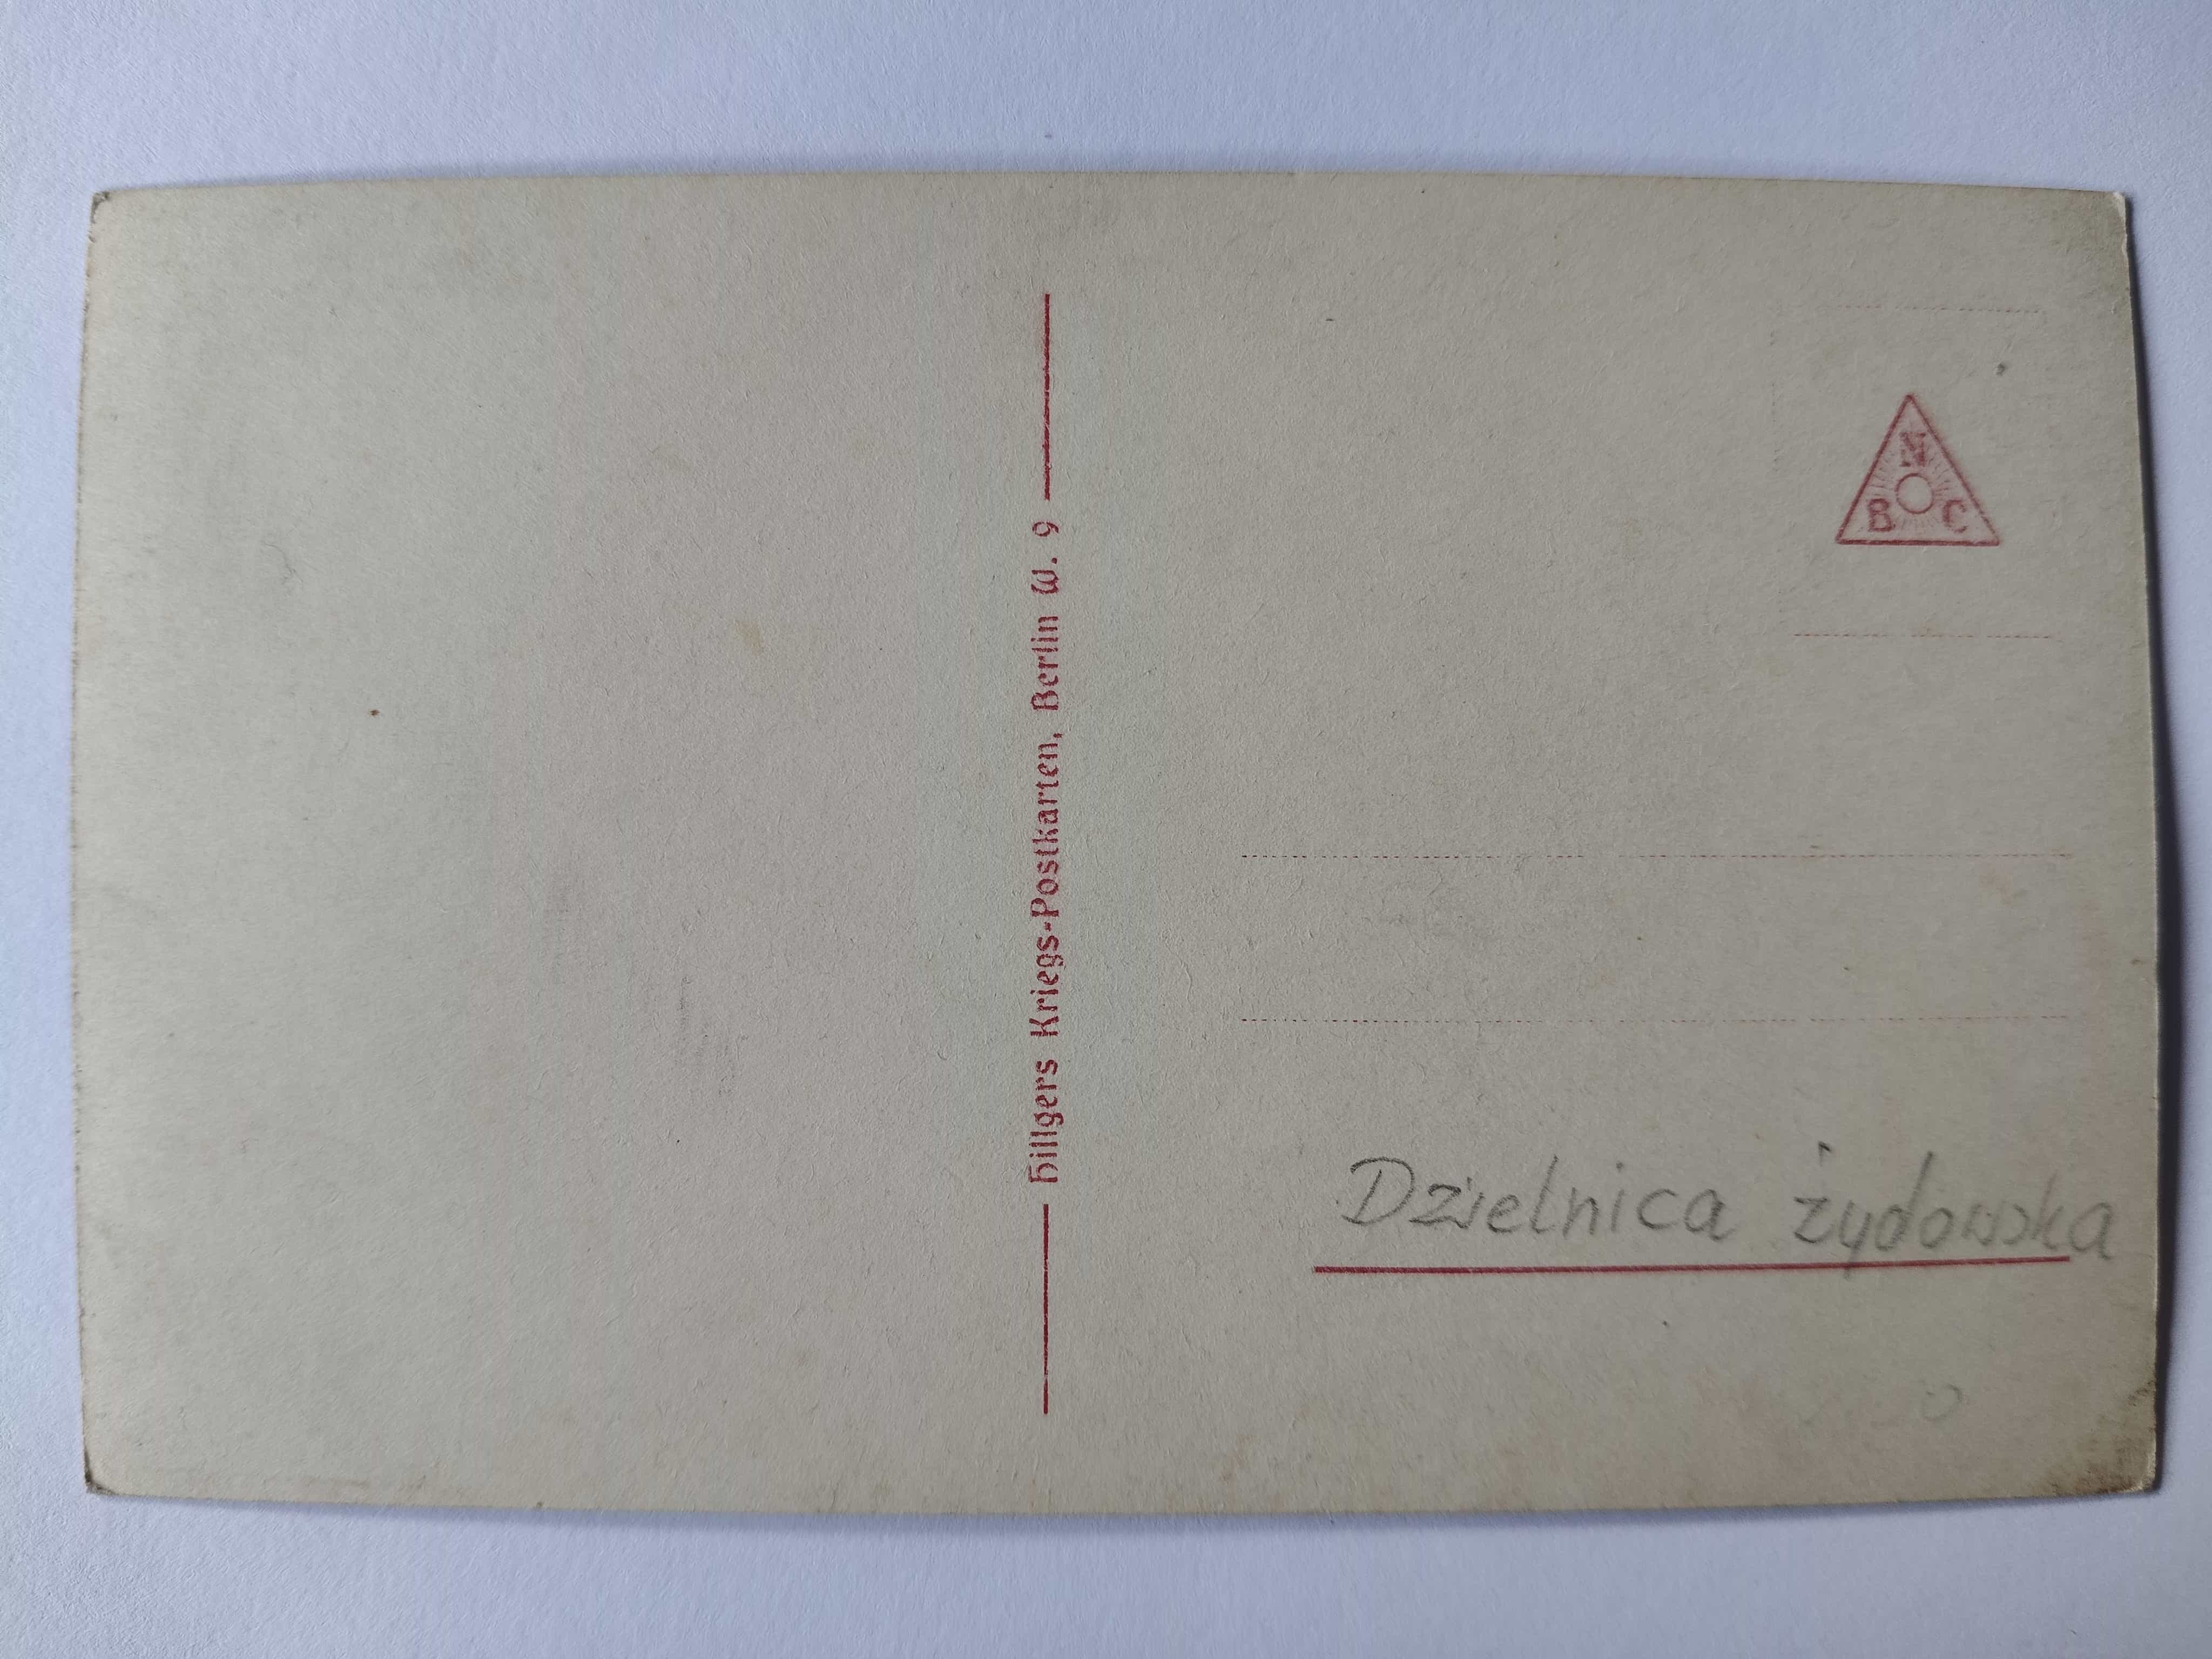 Hillgers Kriegs-Postkarten, Berlin W. 9
N
B C
Dzielnica żydowska